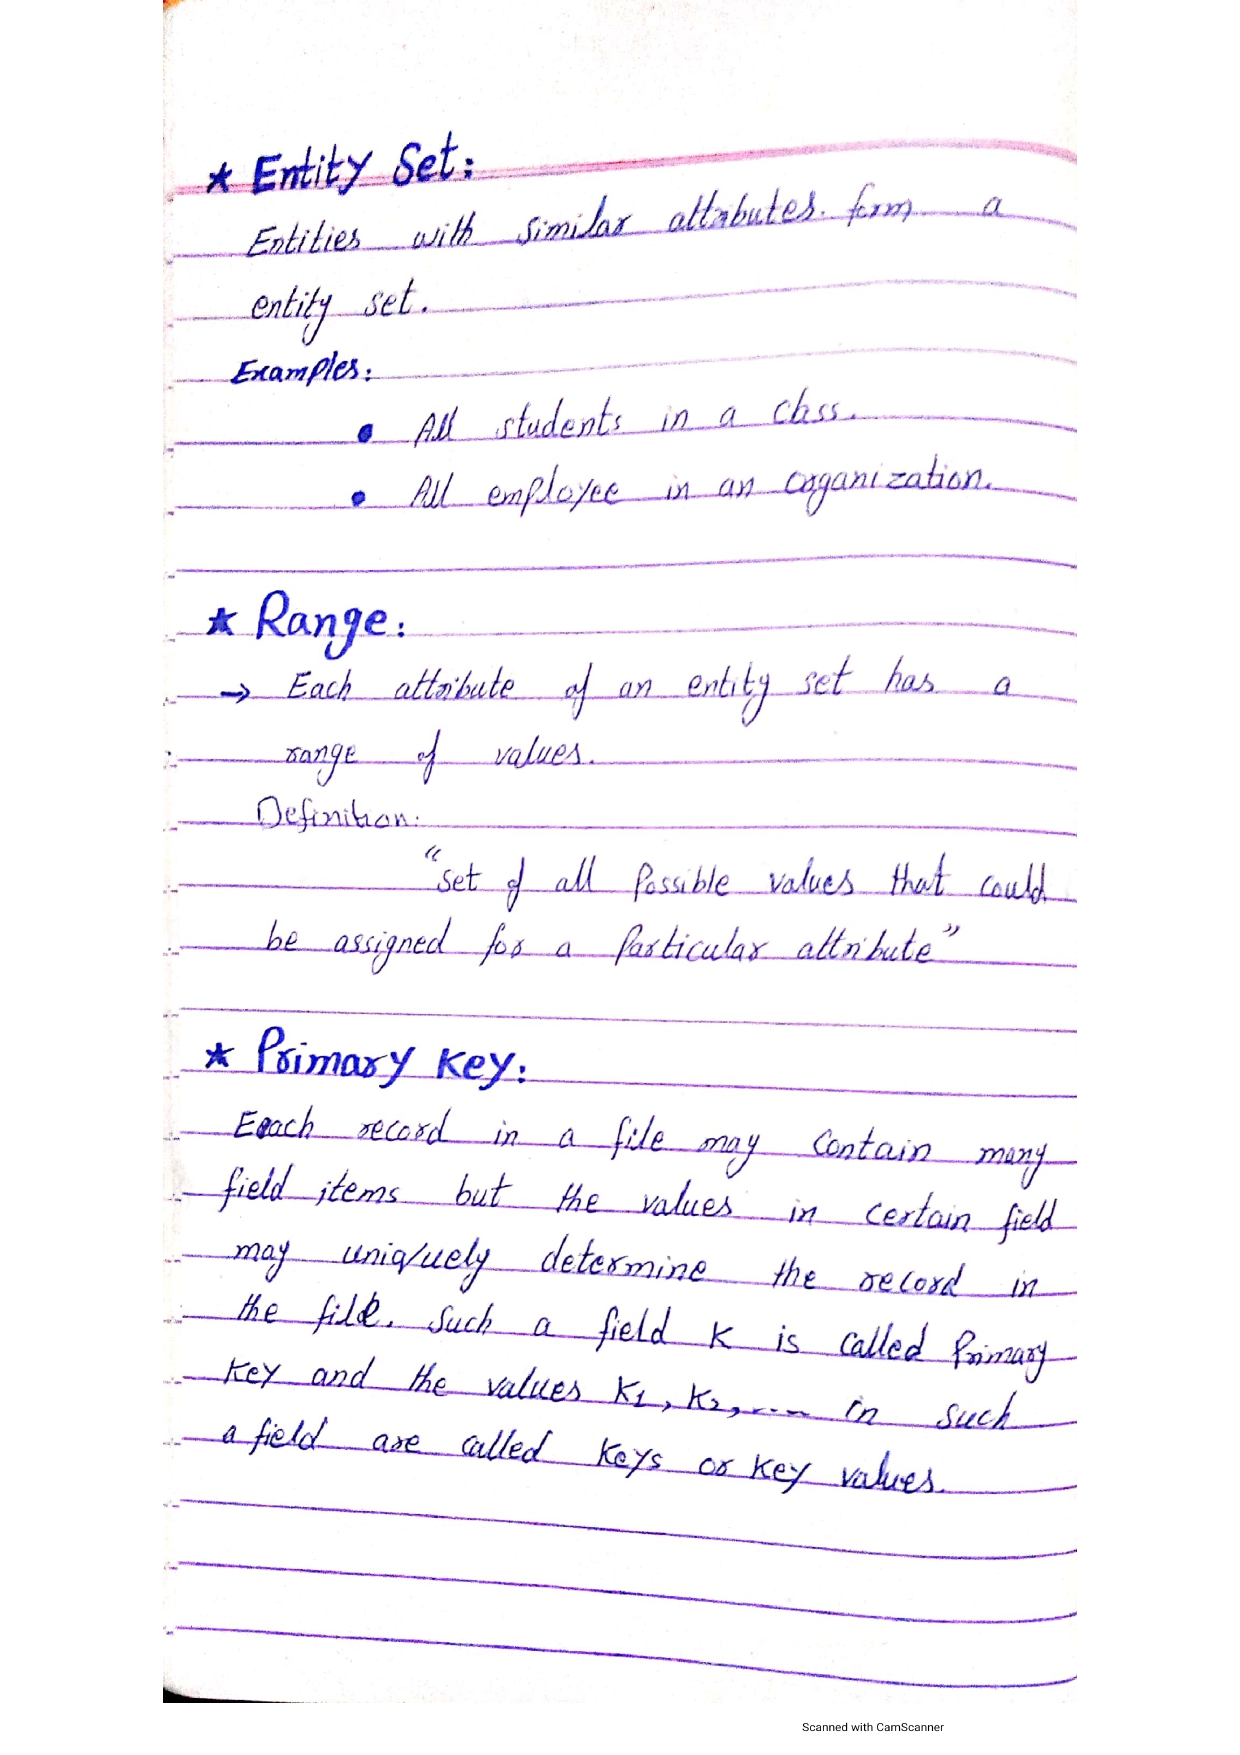 ★ Entity Set:
Entities with similar attributes form a
entity set.
Examples:
• All students in a class.
• All employee in an organization.
★ Range:
→ Each attribute of an entity set has a
range of values.
Definition:
"set of all Possible values that could
be assigned for a Particular attribute"
★ Primary Key:
Each record in a file may contain many
field items but the values in certain field
may uniquely determine the record in
the file. Such a field K is called Primary
Key and the values K1, K2, .... in such
a field are called Keys or Key values.
Scanned with CamScanner